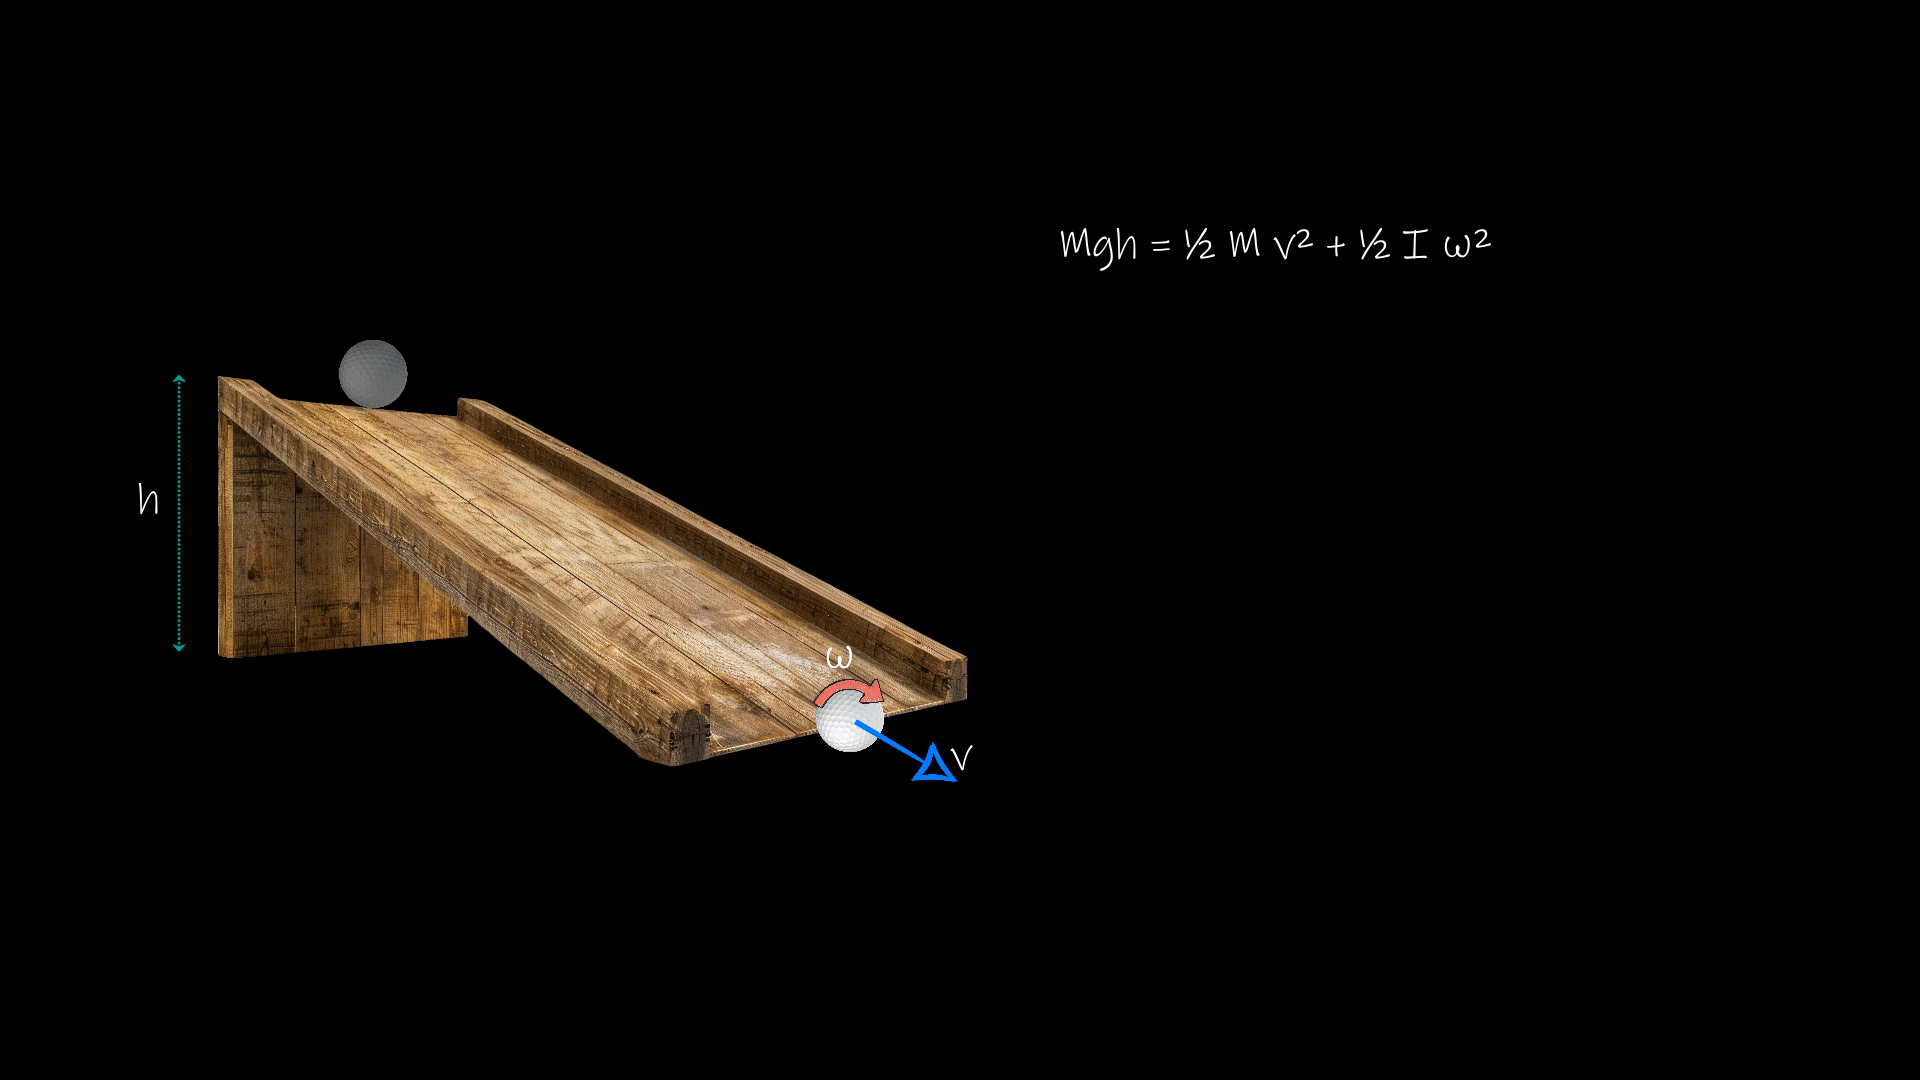 Mgh = ½ M v² + ½ I ω²
h
ω
v